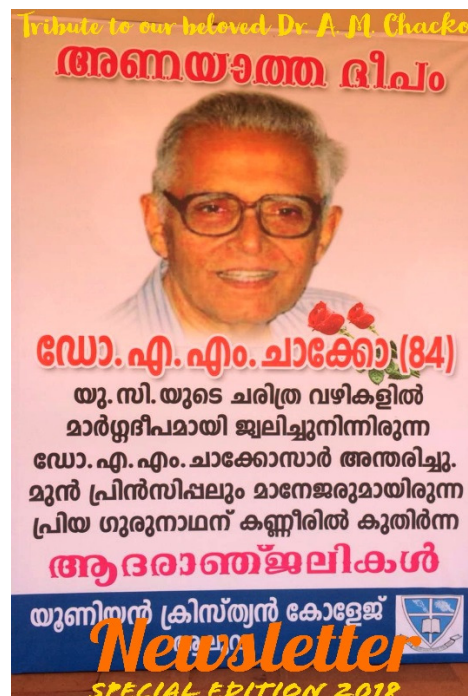 Tribute to our beloved Dr. A. M. Chacko
അണയാത്ത ദീപം
ഡോ. എ. എം. ചാക്കോ (84)
യു. സി. യുടെ ചരിത്ര വഴികളിൽ
മാർഗ്ഗദീപമായി ജ്വലിച്ചുനിന്നിരുന്ന
ഡോ. എ. എം. ചാക്കോസാർ അന്തരിച്ചു.
മുൻ പ്രിൻസിപ്പലും മാനേജരുമായിരുന്ന
പ്രിയ ഗുരുനാഥന് കണ്ണീരിൽ കുതിർന്ന
ആദരാഞ്ജലികൾ
യൂണിയൻ ക്രിസ്ത്യൻ കോളേജ്
Newsletter
SPECIAL EDITION 2018